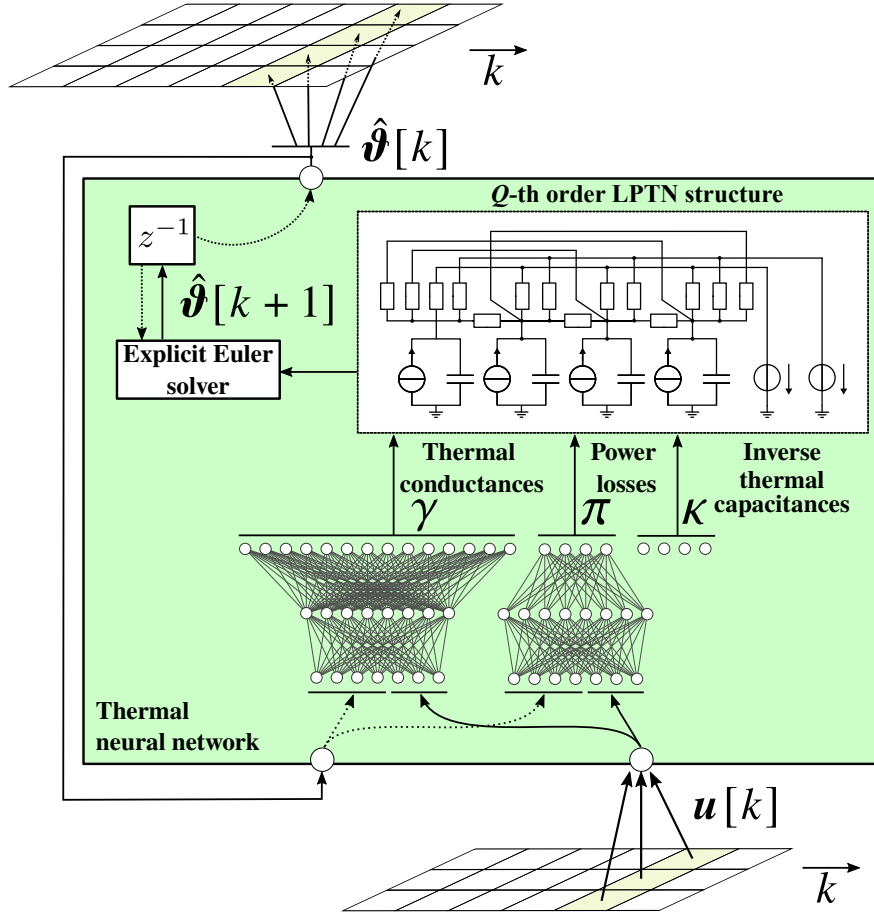 k
ϑ̂[k]
Q-th order LPTN structure
z⁻¹
ϑ̂[k + 1]
Explicit Euler
solver
Thermal
conductances
γ
Power
losses
π
Inverse
thermal
capacitances
κ
Thermal
neural network
u[k]
k